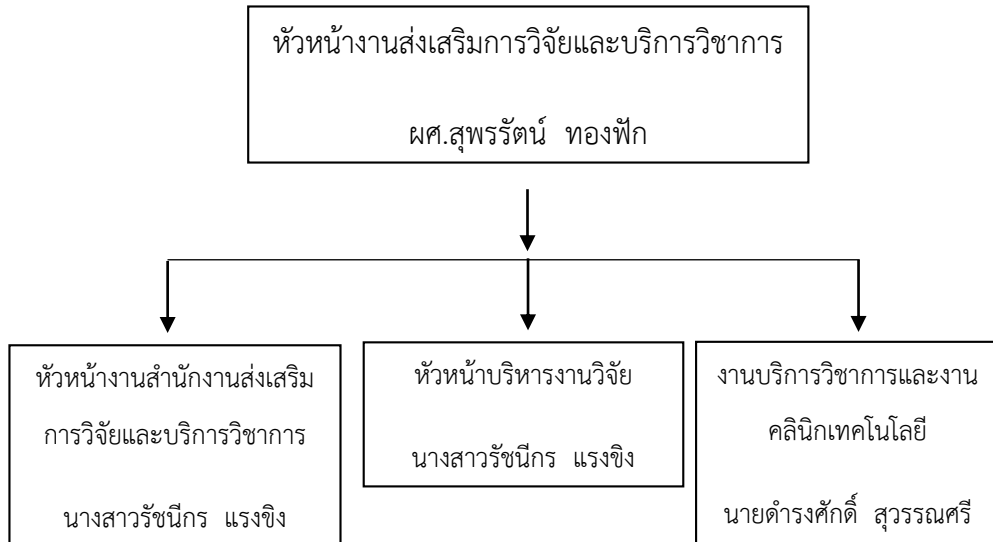 หัวหน้างานส่งเสริมการวิจัยและบริการวิชาการ
ผศ.สุพรรัตน์ ทองฟัก
หัวหน้างานสำนักงานส่งเสริม
การวิจัยและบริการวิชาการ
นางสาวรัชนีกร แรงขิง
หัวหน้าบริหารงานวิจัย
นางสาวรัชนีกร แรงขิง
งานบริการวิชาการและงาน
คลินิกเทคโนโลยี
นายดำรงศักดิ์ สุวรรณศรี